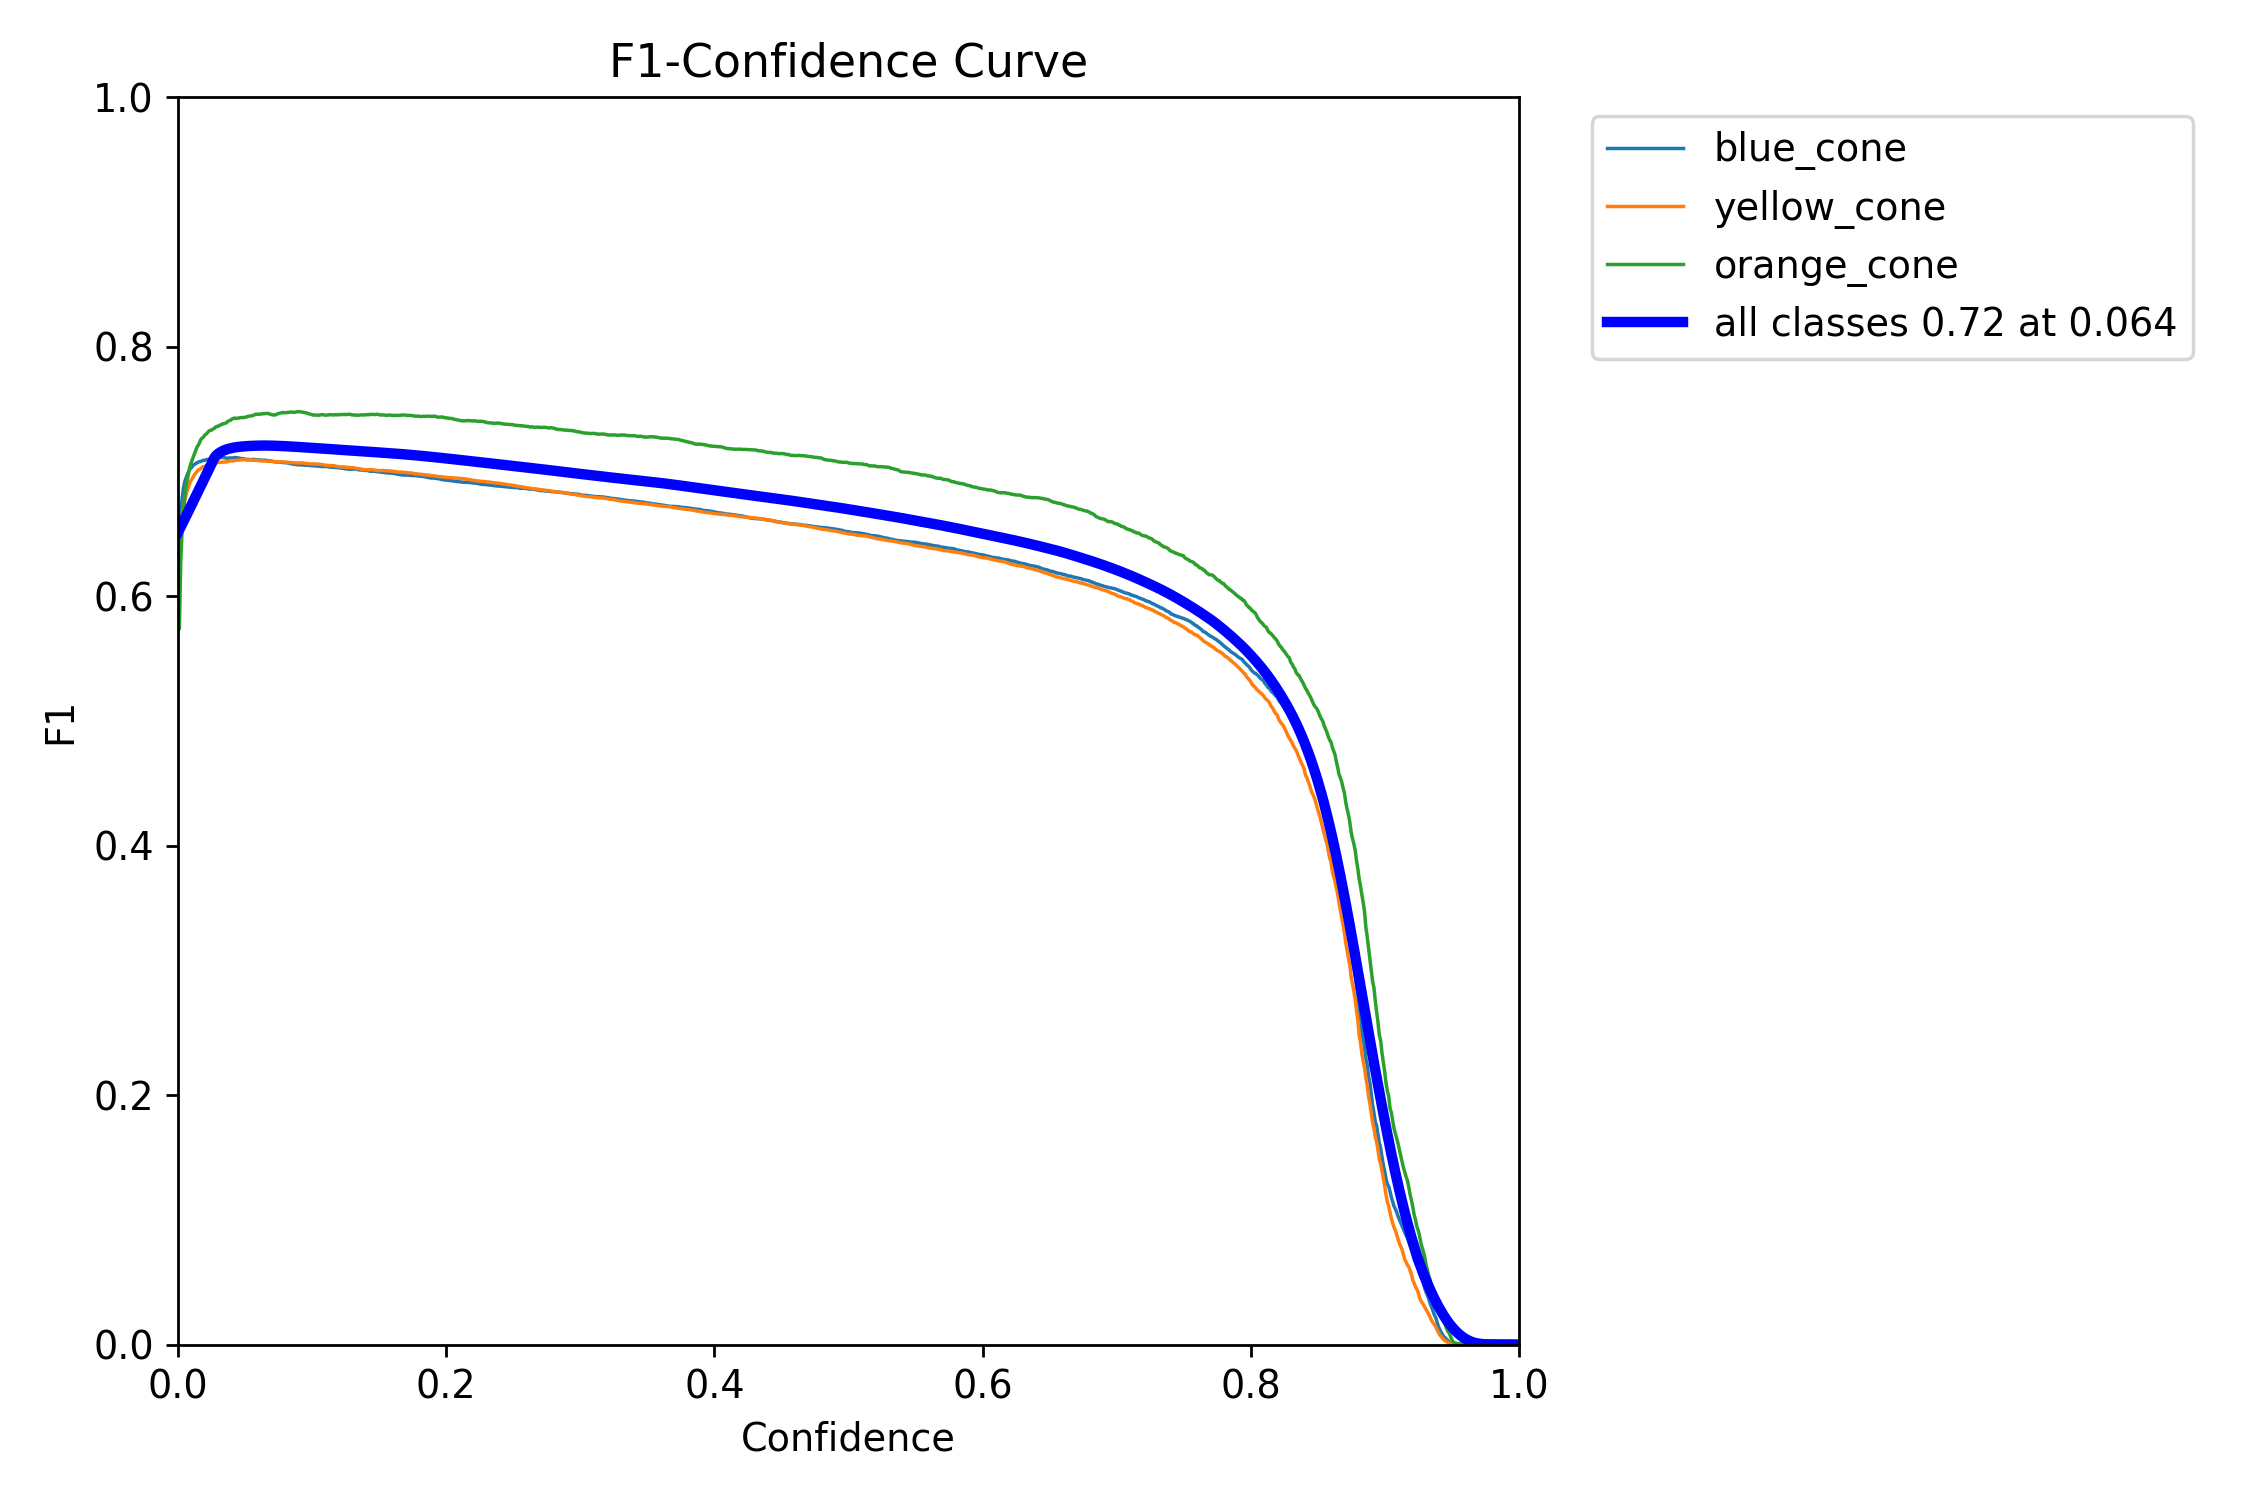 F1-Confidence Curve
1.0
0.8
0.6
0.4
0.2
0.0
F1
0.0 0.2 0.4 0.6 0.8 1.0
Confidence
blue_cone
yellow_cone
orange_cone
all classes 0.72 at 0.064